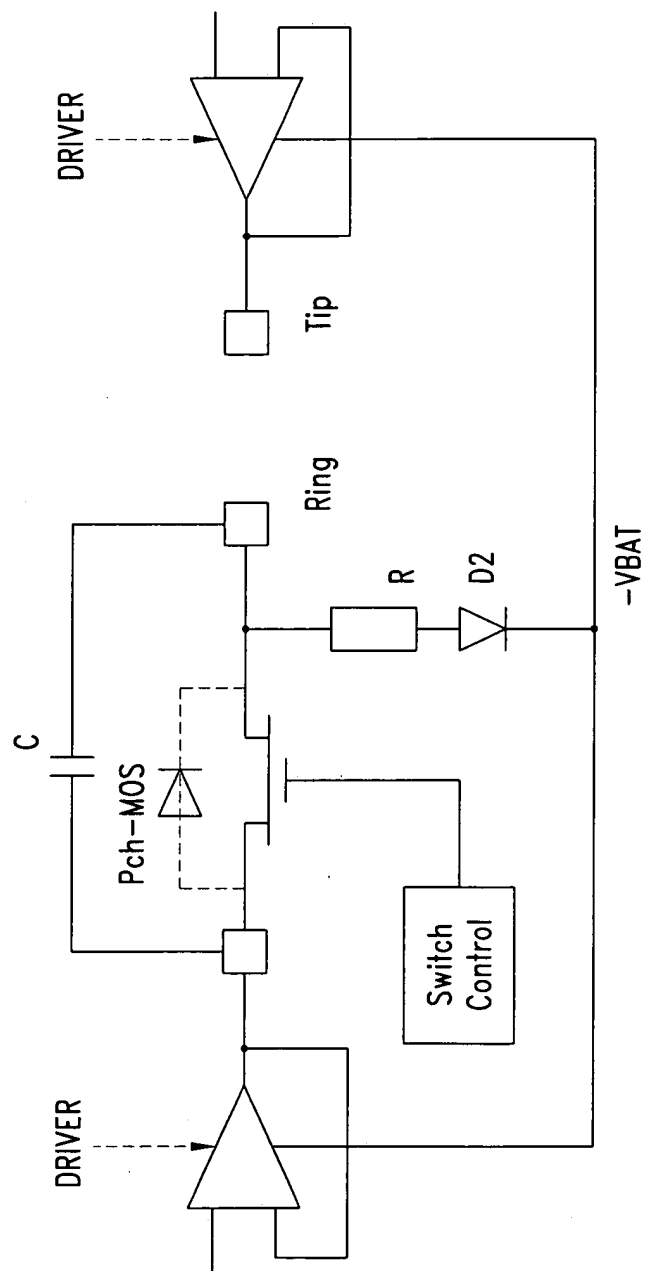 DRIVER
C
Pch-MOS
Switch
Control
Ring
R
D2
-VBAT
Tip
DRIVER